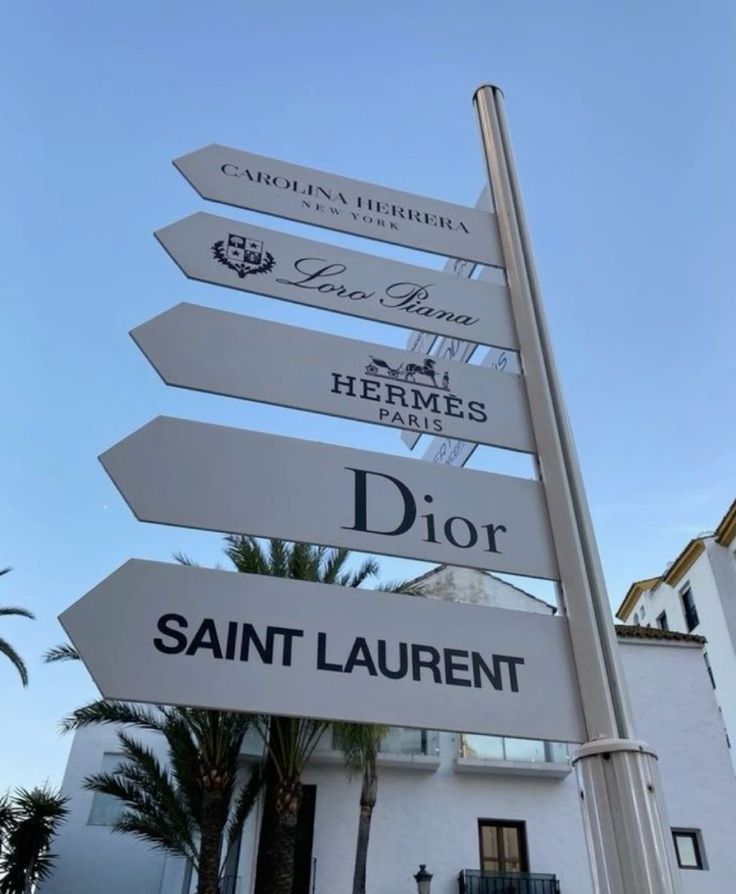 CAROLINA HERRERA
NEW YORK
Loro Piana
HERMÈS
PARIS
Dior
SAINT LAURENT